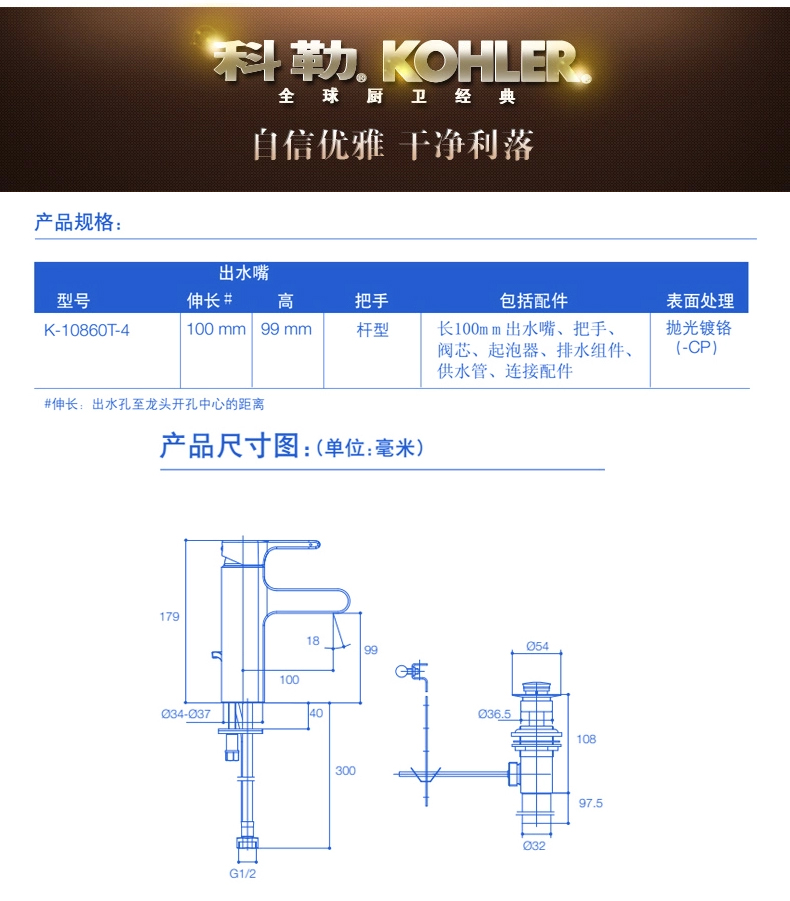 科勒® KOHLER®
全球厨卫经典
自信优雅 干净利落
产品规格:
出水嘴
型号 伸长# 高 把手 包括配件 表面处理
K-10860T-4 100 mm 99 mm 杆型 长100mm出水嘴、把手、 抛光镀铬
阀芯、起泡器、排水组件、 (-CP)
供水管、连接配件
#伸长：出水孔至龙头开孔中心的距离
产品尺寸图:(单位:毫米)
179
18
99
100
Ø54
Ø34-Ø37
40
Ø36.5
108
300
97.5
Ø32
G1/2